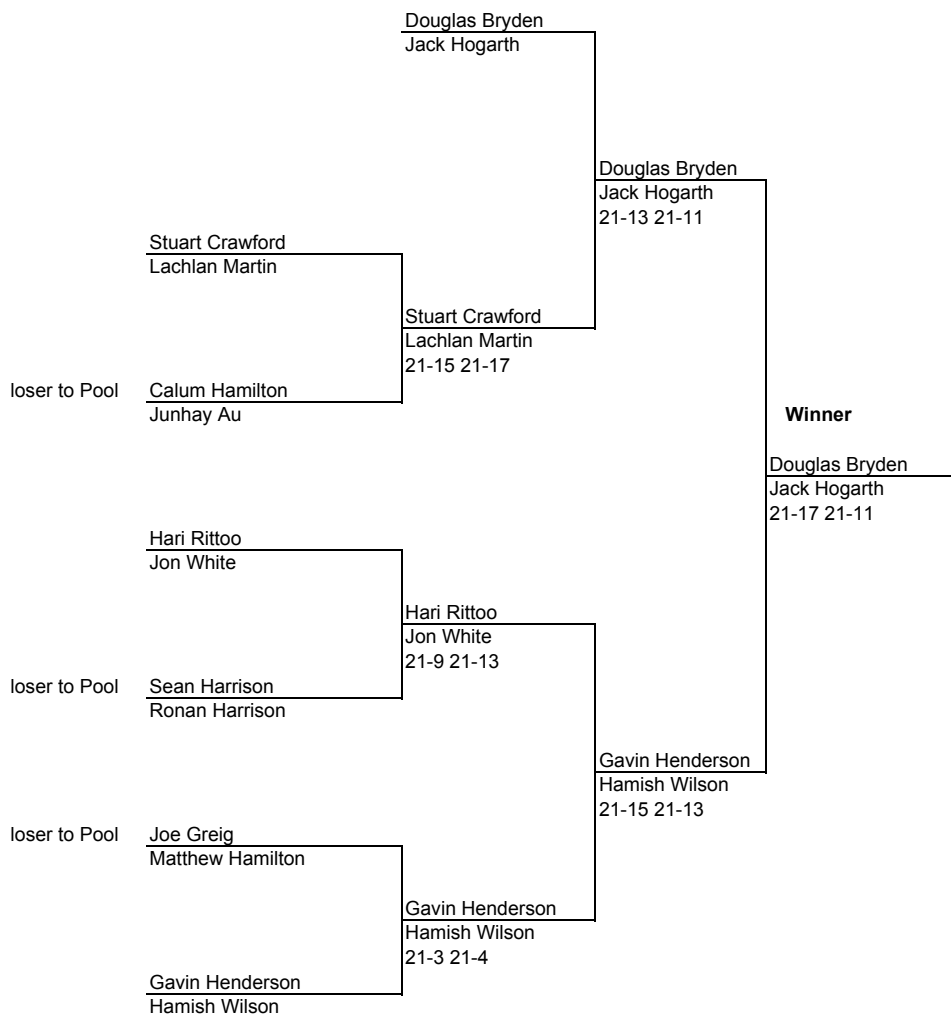 Douglas Bryden
Jack Hogarth
Douglas Bryden
Jack Hogarth
21-13 21-11
Stuart Crawford
Lachlan Martin
Stuart Crawford
Lachlan Martin
21-15 21-17
loser to Pool Calum Hamilton
Junhay Au
Winner
Douglas Bryden
Jack Hogarth
21-17 21-11
Hari Rittoo
Jon White
Hari Rittoo
Jon White
21-9 21-13
loser to Pool Sean Harrison
Ronan Harrison
Gavin Henderson
Hamish Wilson
21-15 21-13
loser to Pool Joe Greig
Matthew Hamilton
Gavin Henderson
Hamish Wilson
21-3 21-4
Gavin Henderson
Hamish Wilson